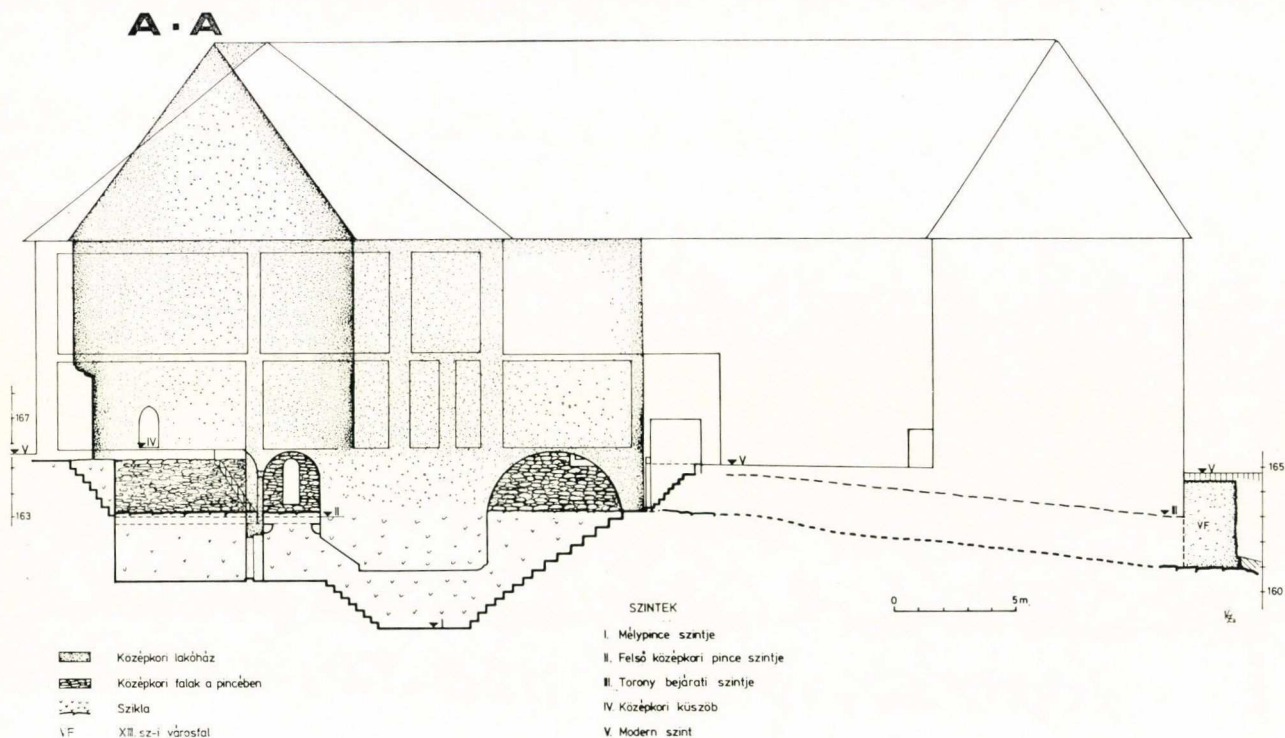 A · A
IV
167
V
163
II
I
V
III
V
165
VF
160
0 5m
SZINTEK
I. Mélypince szintje
II. Felső középkori pince szintje
III. Torony bejárati szintje
IV. Középkori küszöb
V. Modern szint
Középkori lakóház
Középkori falak a pincében
Szikla
VF XIII. sz-i városfal